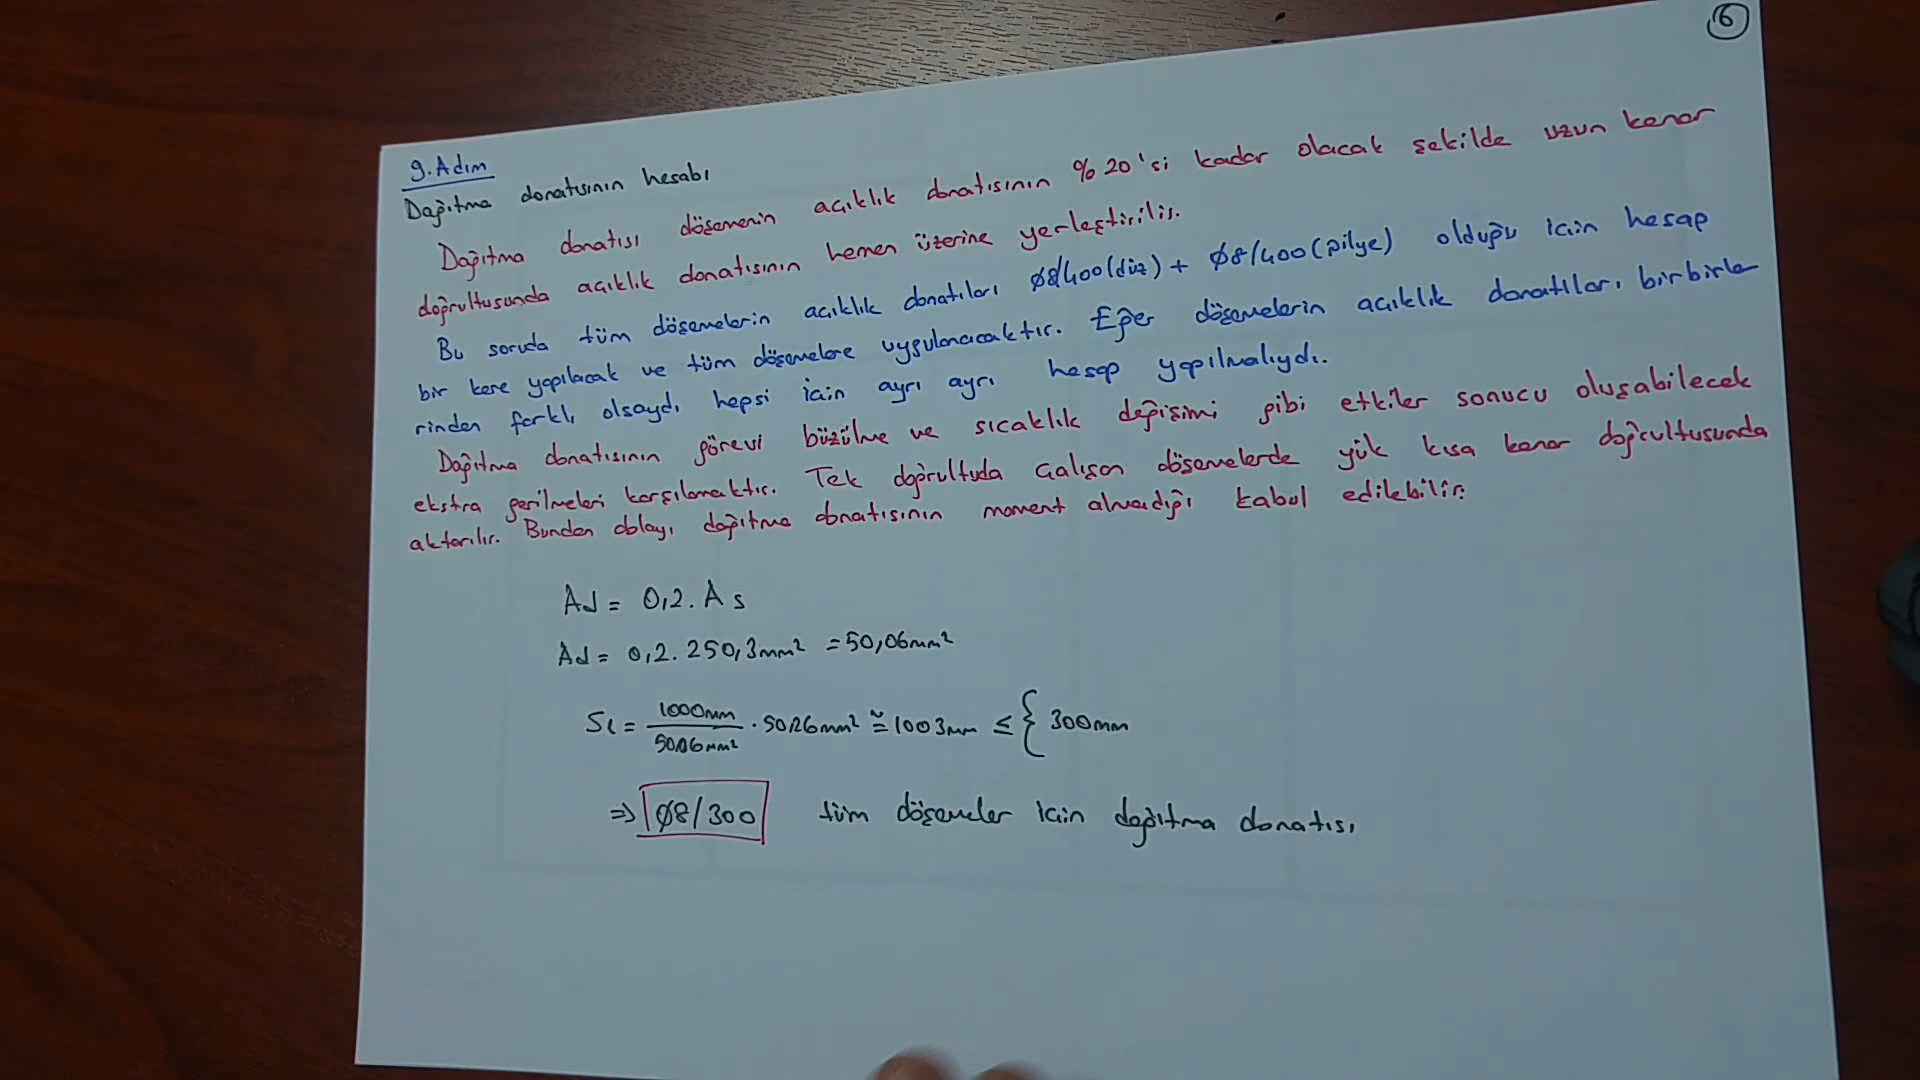 6
9.Adım
Dağıtma donatısının hesabı
Dağıtma donatısı döşemenin açıklık donatısının %20'si kadar olacak şekilde uzun kenar
doğrultusunda açıklık donatısının hemen üzerine yerleştirilir.
Bu soruda tüm döşemelerin açıklık donatıları Ø8/400(düz) + Ø8/400(pilye) olduğu için hesap
bir kere yapılacak ve tüm döşemelere uygulanacaktır. Eğer döşemelerin açıklık donatıları birbirle
rinden farklı olsaydı hepsi için ayrı ayrı hesap yapılmalıydı.
Dağıtma donatısının görevi büzülme ve sıcaklık değişimi gibi etkiler sonucu oluşabilecek
ekstra gerilmeleri karşılamaktır. Tek doğrultuda çalışan döşemelerde yük kısa kenar doğrultusunda
aktarılır. Bundan dolayı dağıtma donatısının moment almadığı kabul edilebilir.
Ad = 0,2 . As
Ad = 0,2 . 250,3mm² = 50,06mm²
Sl = 1000mm / 50,06mm² . 50,26mm² ≅ 1003mm ≤ { 300mm
⇒ Ø8/300 tüm döşemeler için dağıtma donatısı